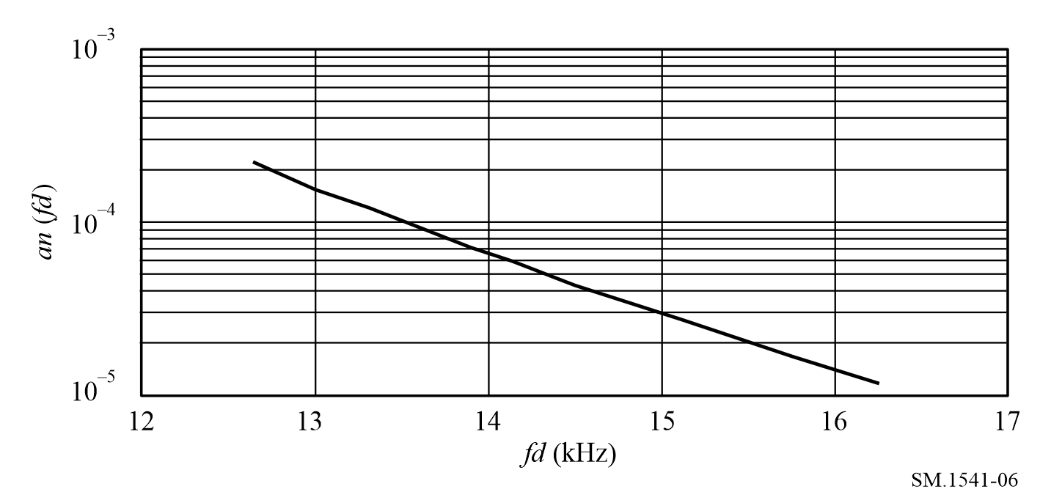 10⁻³
an (fd)
10⁻⁴
10⁻⁵
12 13 14 15 16 17
fd (kHz)
SM.1541-06